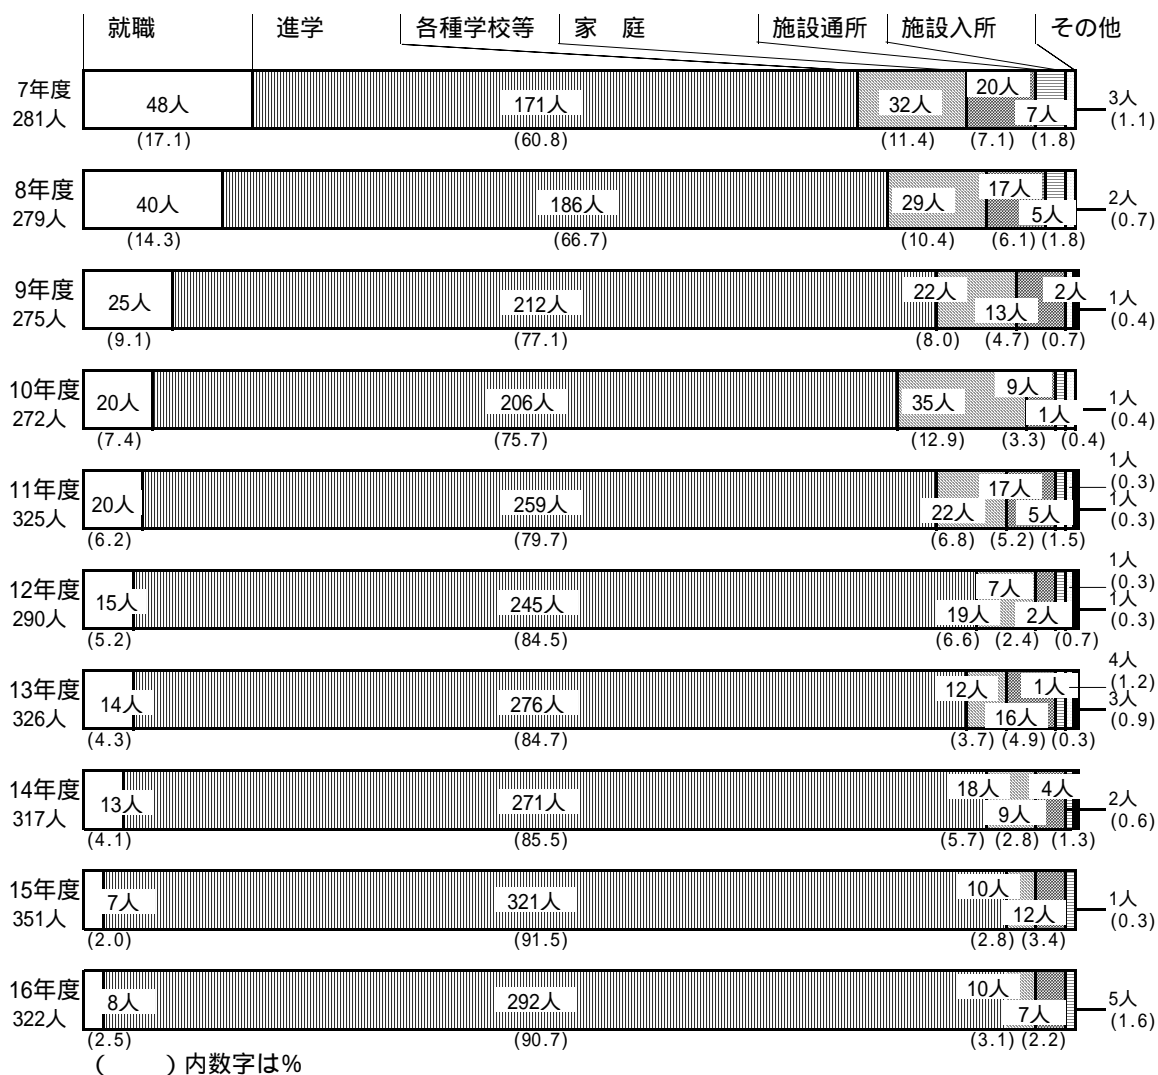 就職 進学 各種学校等 家 庭 施設通所 施設入所 その他
7年度
281人
48人 171人 32人 20人 7人 3人
(17.1) (60.8) (11.4) (7.1) (1.8) (1.1)
8年度
279人
40人 186人 29人 17人 5人 2人
(14.3) (66.7) (10.4) (6.1) (1.8) (0.7)
9年度
275人
25人 212人 22人 13人 2人 1人
(9.1) (77.1) (8.0) (4.7) (0.7) (0.4)
10年度
272人
20人 206人 35人 9人 1人 1人
(7.4) (75.7) (12.9) (3.3) (0.4) (0.4)
11年度
325人
20人 259人 22人 17人 5人 1人 1人
(6.2) (79.7) (6.8) (5.2) (1.5) (0.3) (0.3)
12年度
290人
15人 245人 19人 7人 2人 1人 1人
(5.2) (84.5) (6.6) (2.4) (0.7) (0.3) (0.3)
13年度
326人
14人 276人 12人 16人 1人 4人 3人
(4.3) (84.7) (3.7) (4.9) (0.3) (1.2) (0.9)
14年度
317人
13人 271人 18人 9人 4人 2人
(4.1) (85.5) (5.7) (2.8) (1.3) (0.6)
15年度
351人
7人 321人 10人 12人 1人
(2.0) (91.5) (2.8) (3.4) (0.3)
16年度
322人
8人 292人 10人 7人 5人
(2.5) (90.7) (3.1) (2.2) (1.6)
( ) 内数字は%